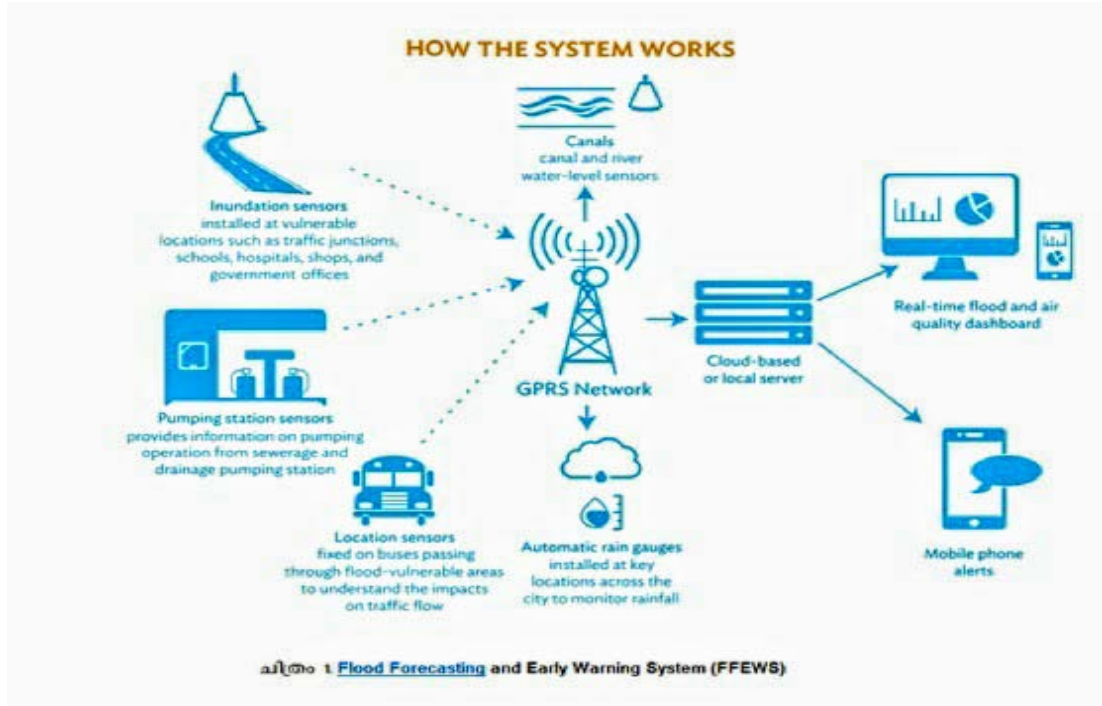 HOW THE SYSTEM WORKS
Inundation sensors
installed at vulnerable
locations such as traffic junctions,
schools, hospitals, shops, and
government offices
Canals
canal and river
water-level sensors
Pumping station sensors
provides information on pumping
operation from sewerage and
drainage pumping station
Location sensors
fixed on buses passing
through flood-vulnerable areas
to understand the impacts
on traffic flow
GPRS Network
Automatic rain gauges
installed at key
locations across the
city to monitor rainfall
Cloud-based
or local server
Real-time flood and air
quality dashboard
Mobile phone
alerts
ചിത്രം 1. Flood Forecasting and Early Warning System (FFEWS)